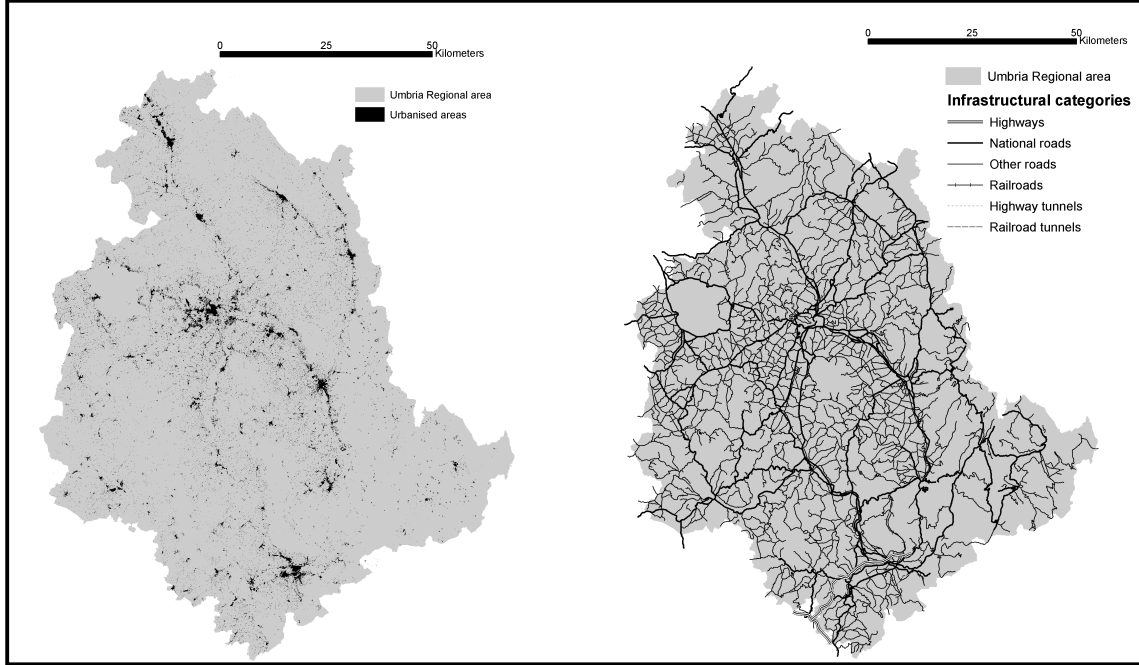 0 25 50
Kilometers
Umbria Regional area
Urbanised areas
0 25 50
Kilometers
Umbria Regional area
Infrastructural categories
Highways
National roads
Other roads
Railroads
Highway tunnels
Railroad tunnels